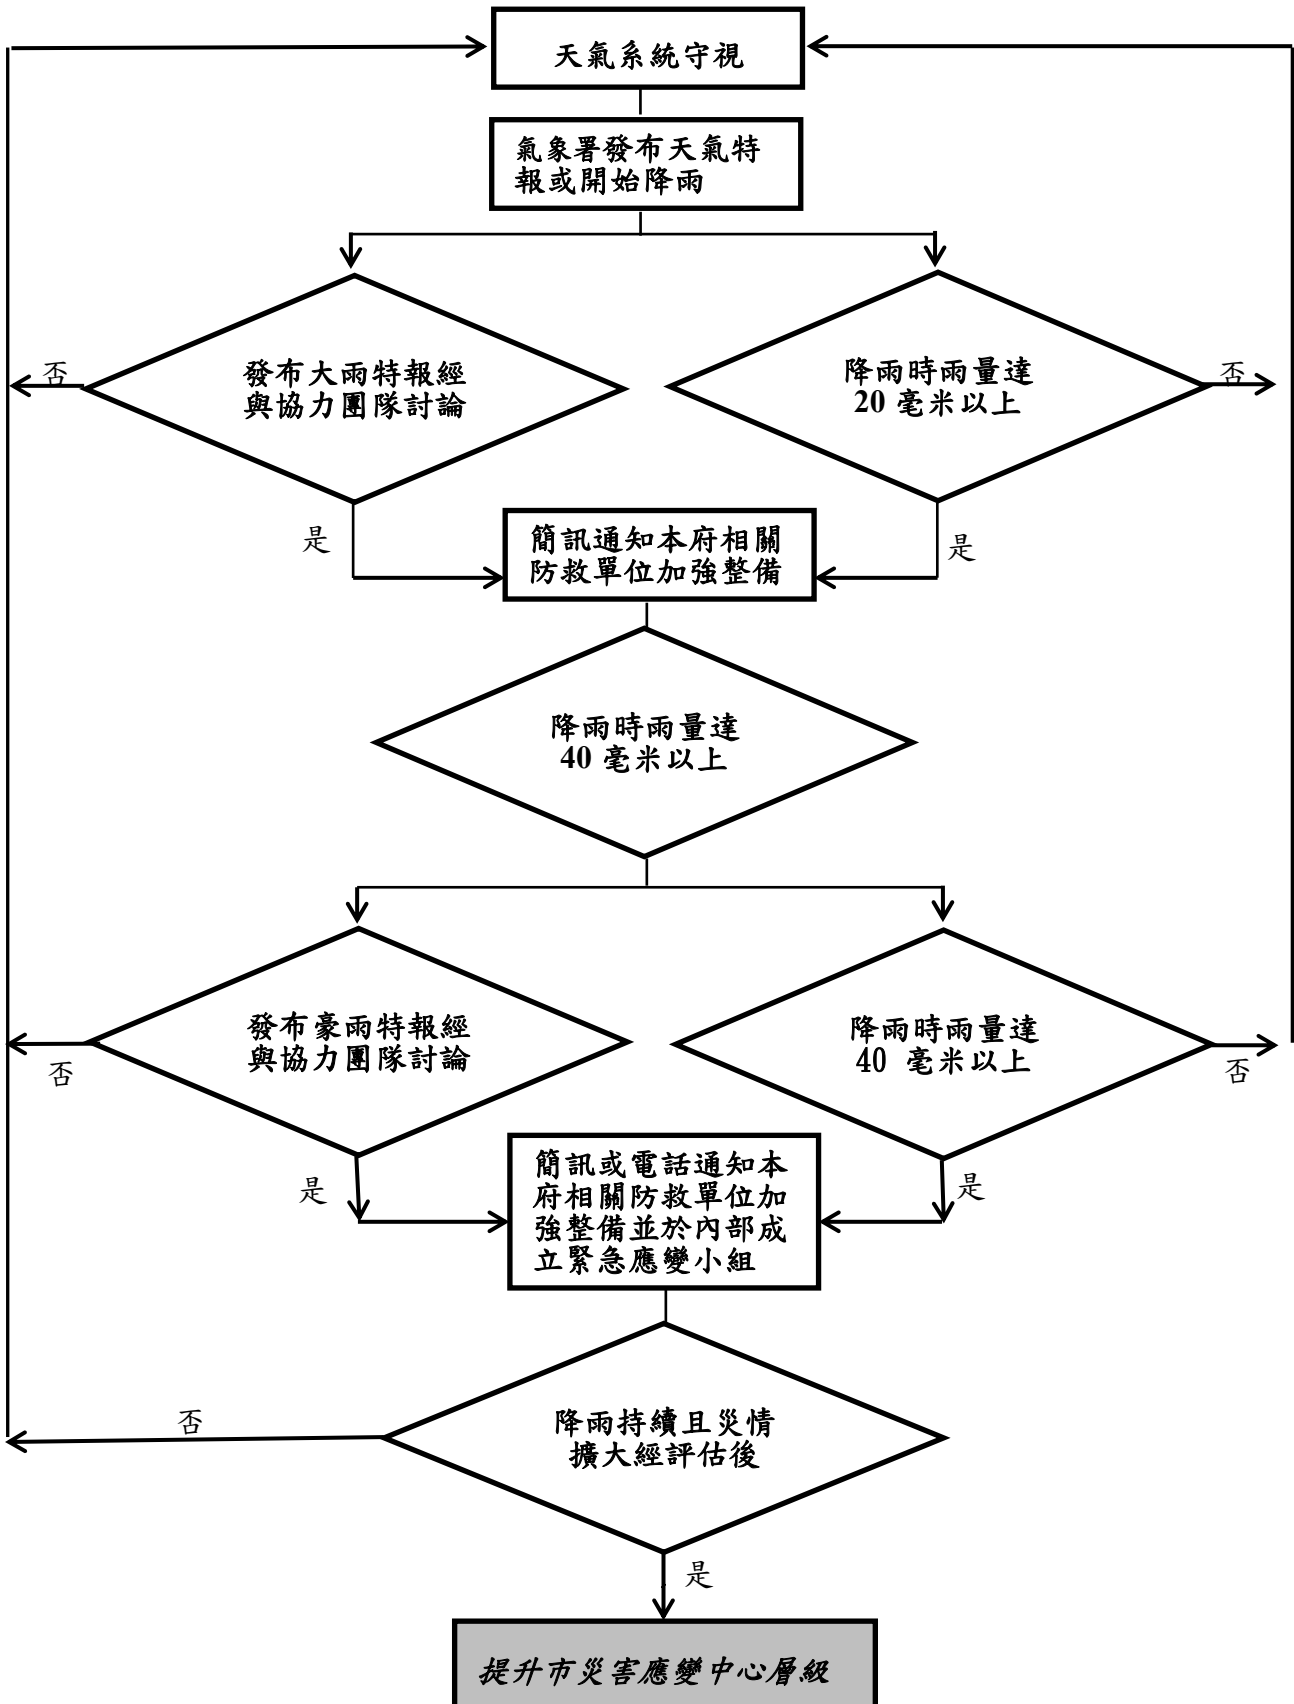 天氣系統守視
氣象署發布天氣特
報或開始降雨
發布大雨特報經
與協力團隊討論
否
降雨時雨量達
20 毫米以上
否
是
簡訊通知本府相關
防救單位加強整備
是
降雨時雨量達
40 毫米以上
發布豪雨特報經
與協力團隊討論
否
降雨時雨量達
40 毫米以上
否
是
簡訊或電話通知本
府相關防救單位加
強整備並於內部成
立緊急應變小組
是
降雨持續且災情
擴大經評估後
否
是
提升市災害應變中心層級